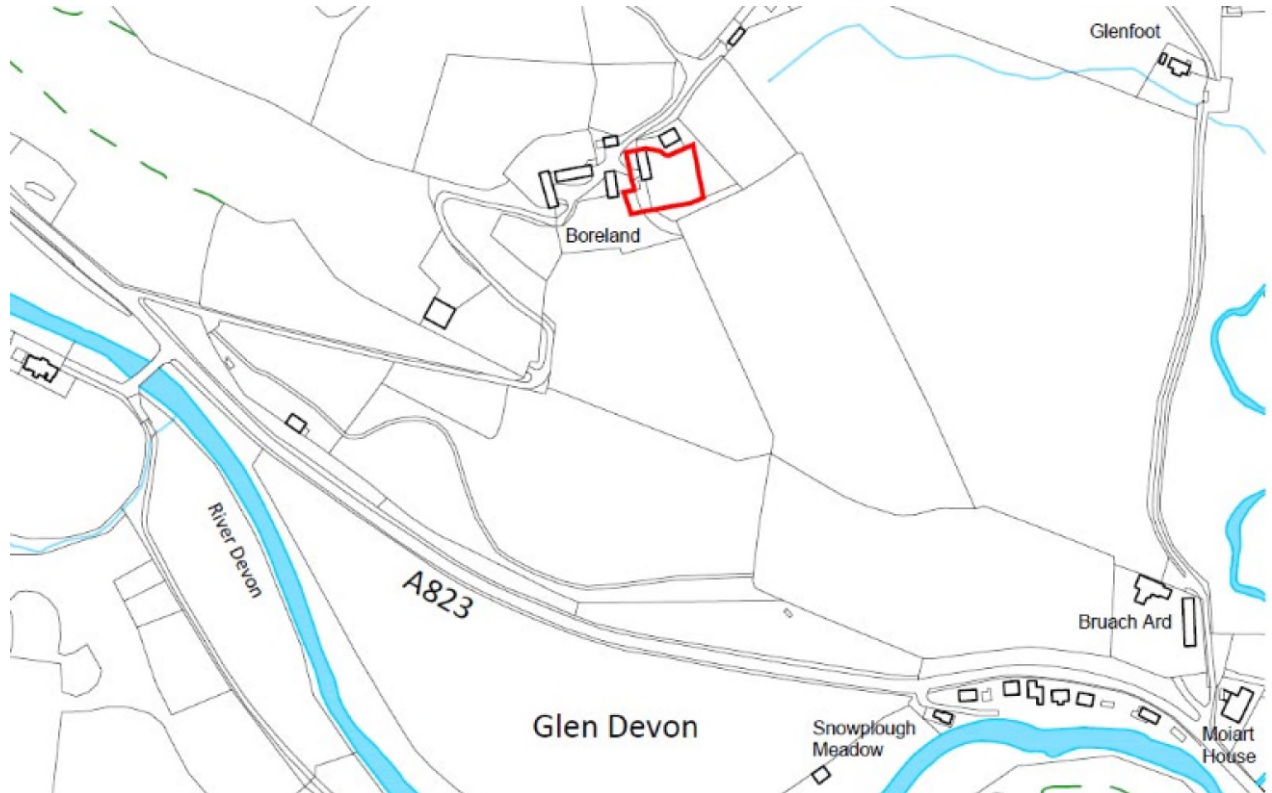 Glenfoot
Boreland
River Devon
A823
Bruach Ard
Glen Devon
Snowplough
Meadow
Moiart
House